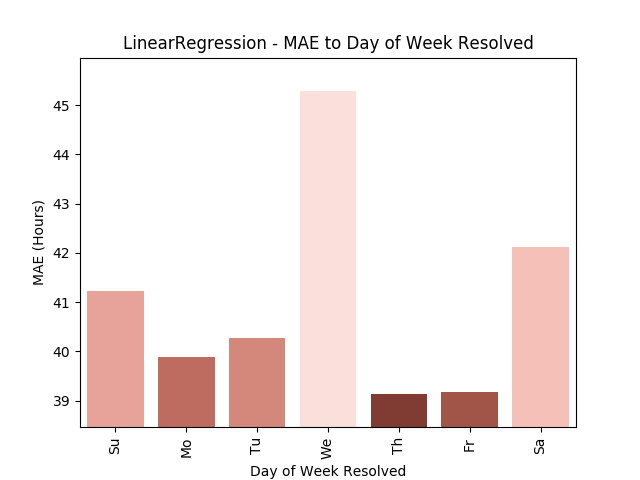 LinearRegression - MAE to Day of Week Resolved
MAE (Hours)
45
44
43
42
41
40
39
Su
Mo
Tu
We
Th
Fr
Sa
Day of Week Resolved